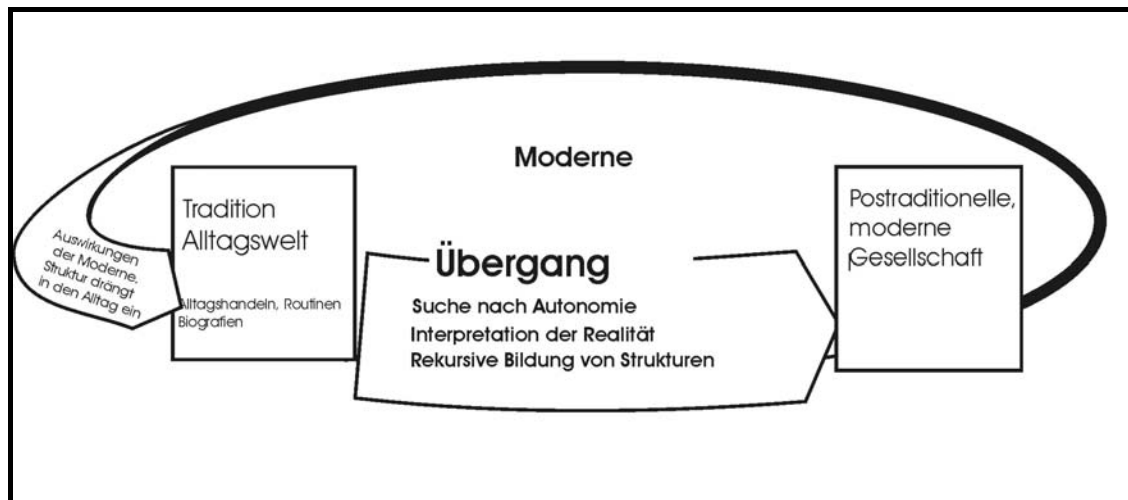 Moderne
Auswirkungen
der Moderne,
Struktur drängt
in den Alltag ein
Tradition
Alltagswelt
Alltagshandeln, Routinen
Biografien
Übergang
Suche nach Autonomie
Interpretation der Realität
Rekursive Bildung von Strukturen
Postraditionelle,
moderne
Gesellschaft